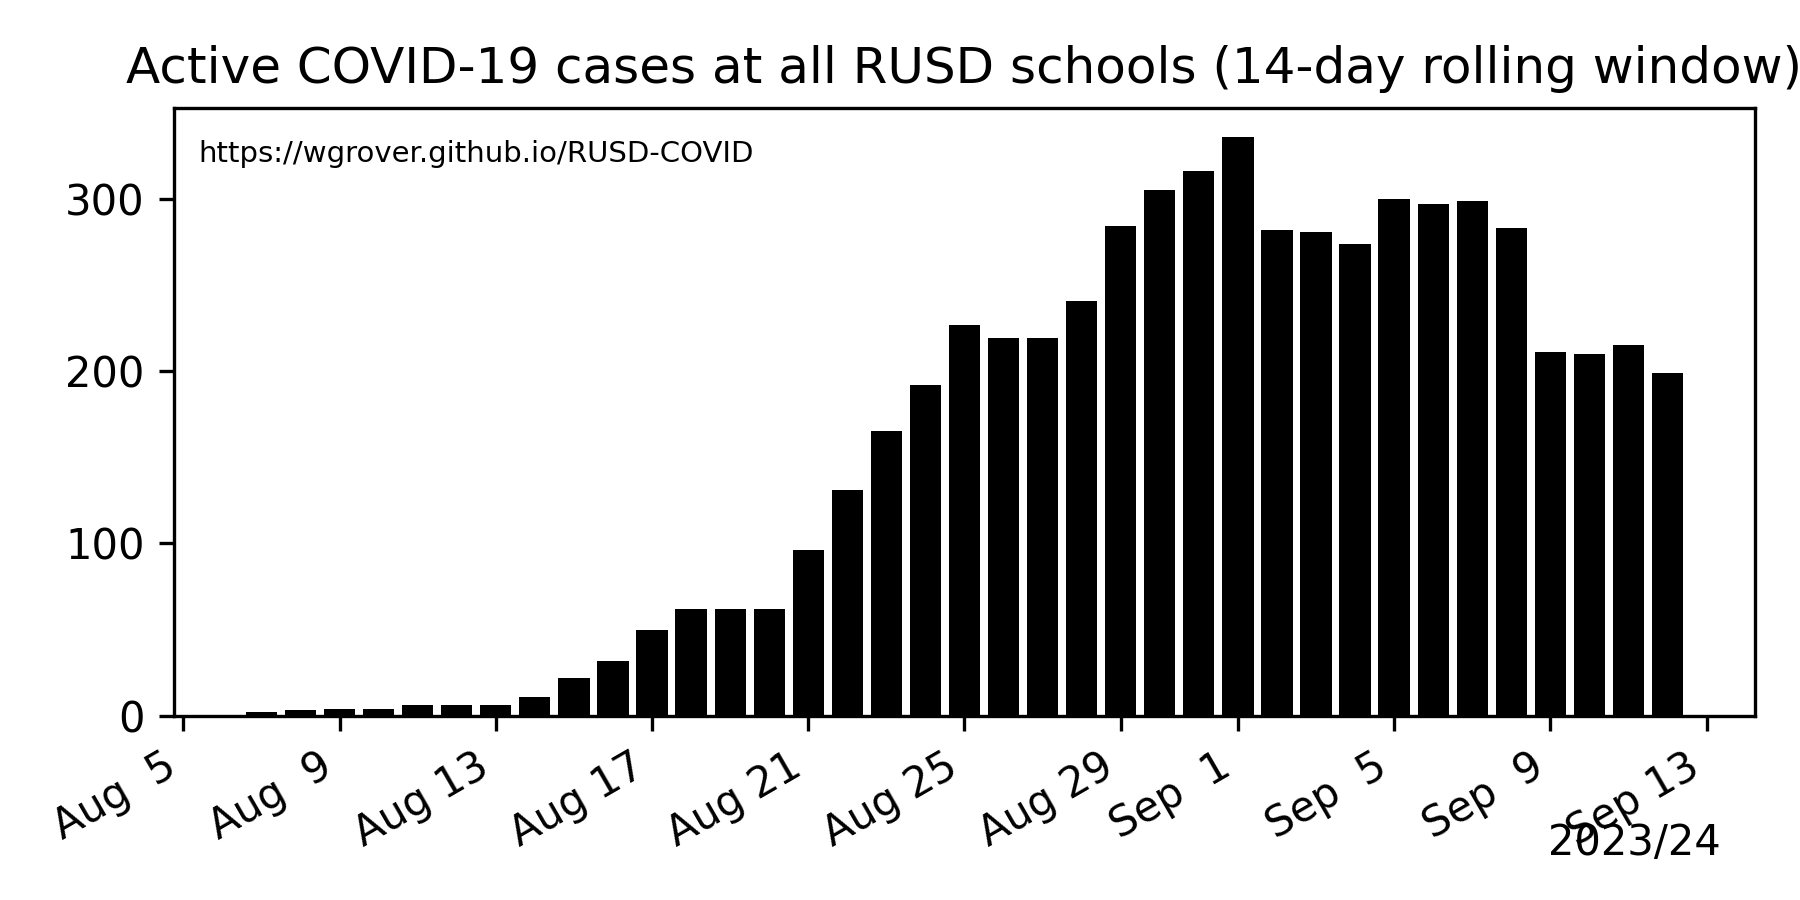 Active COVID-19 cases at all RUSD schools (14-day rolling window)
https://wgrover.github.io/RUSD-COVID
300
200
100
0
Aug 5
Aug 9
Aug 13
Aug 17
Aug 21
Aug 25
Aug 29
Sep 1
Sep 5
Sep 9
Sep 13
2023/24